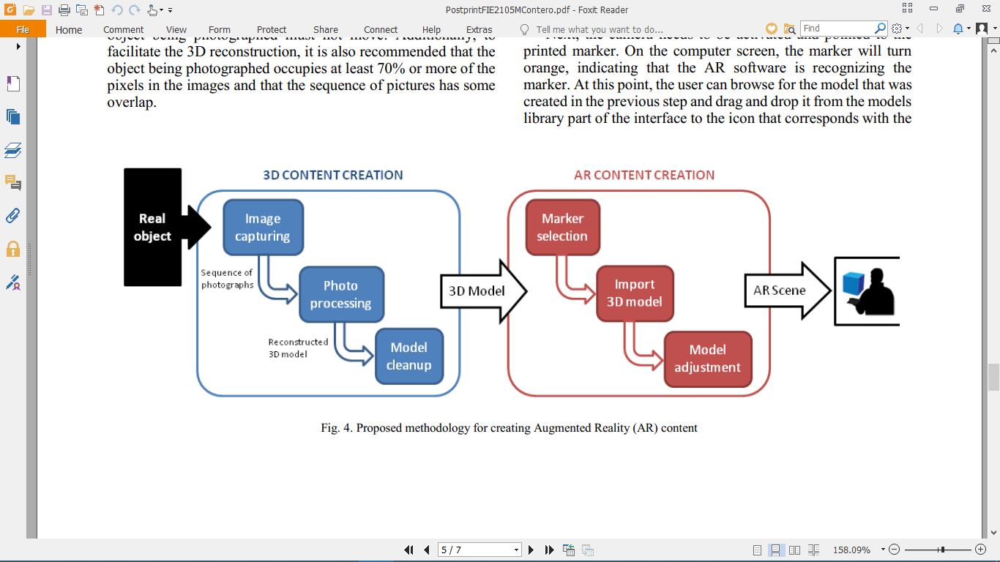 PostprintFIE2105MContero.pdf - Foxit Reader
File Home Comment View Form Protect Share Connect Help Extras Tell me what you want to do... Find
object being photographed must not move. Additionally, to
facilitate the 3D reconstruction, it is also recommended that the
object being photographed occupies at least 70% or more of the
pixels in the images and that the sequence of pictures has some
overlap.
Next, the camera needs to be activated and pointed to the
printed marker. On the computer screen, the marker will turn
orange, indicating that the AR software is recognizing the
marker. At this point, the user can browse for the model that was
created in the previous step and drag and drop it from the models
library part of the interface to the icon that corresponds with the
Real
object
3D CONTENT CREATION
Image
capturing
Sequence of
photographs
Photo
processing
Reconstructed
3D model
Model
cleanup
3D Model
AR CONTENT CREATION
Marker
selection
Import
3D model
Model
adjustment
AR Scene
Fig. 4. Proposed methodology for creating Augmented Reality (AR) content
5 / 7
158.09%